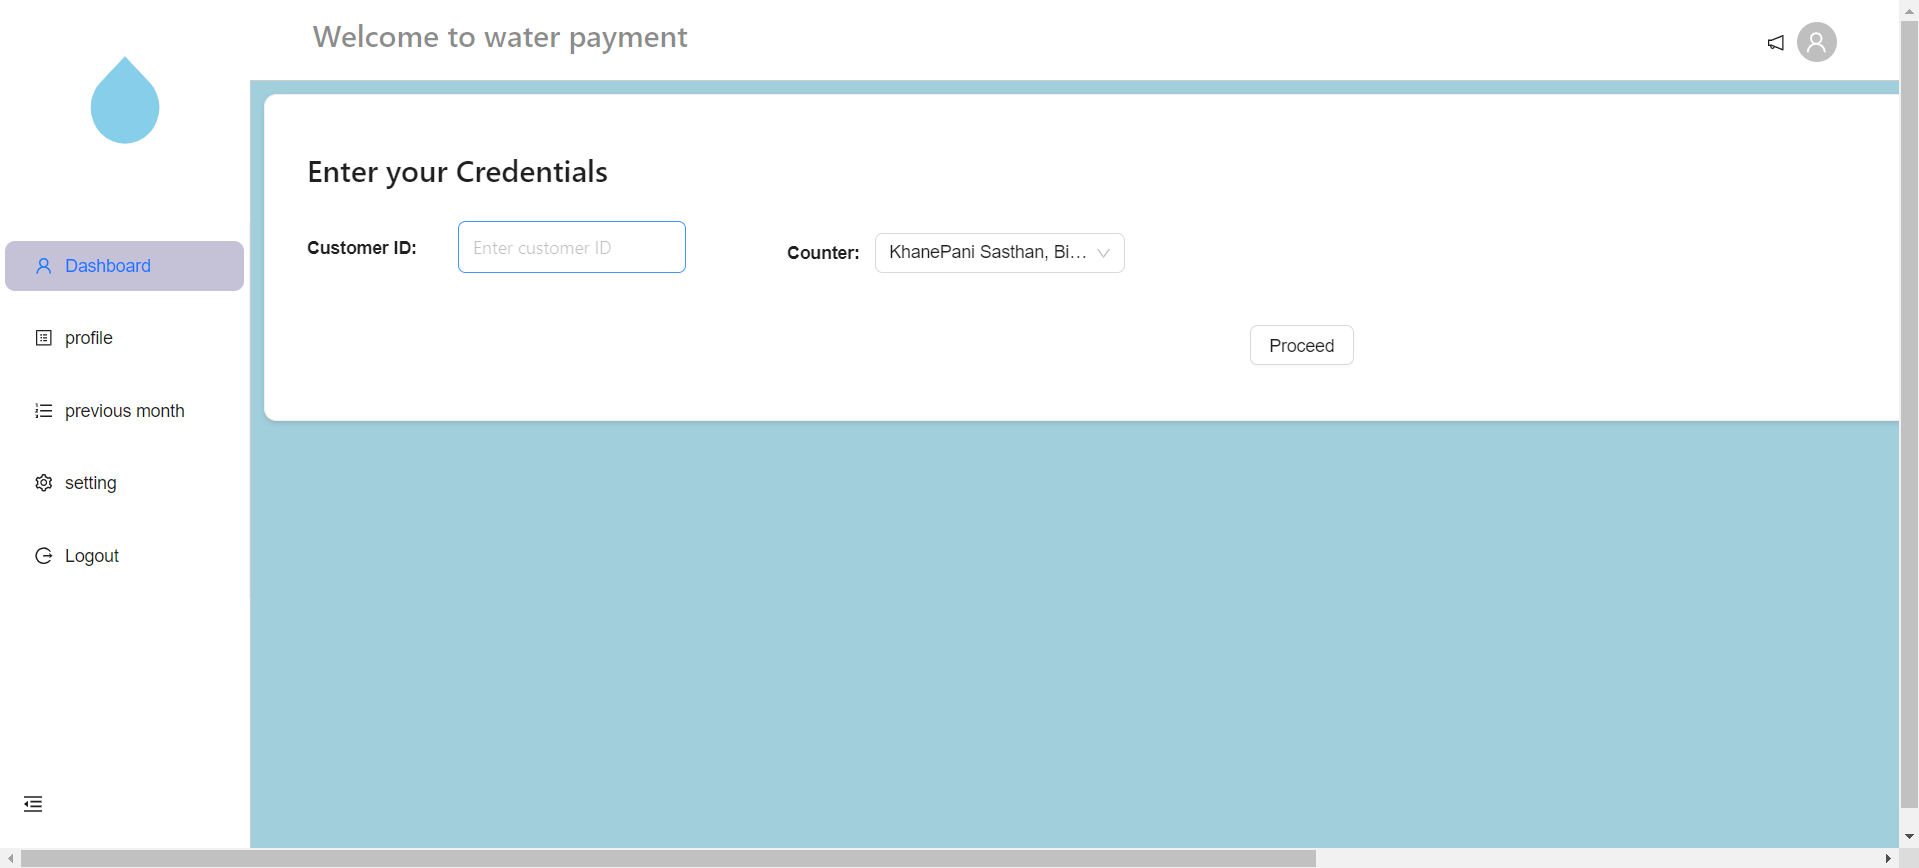 Welcome to water payment
Enter your Credentials
Customer ID:
Enter customer ID
Counter:
KhanePani Sasthan, Bi...
Proceed
Dashboard
profile
previous month
setting
Logout